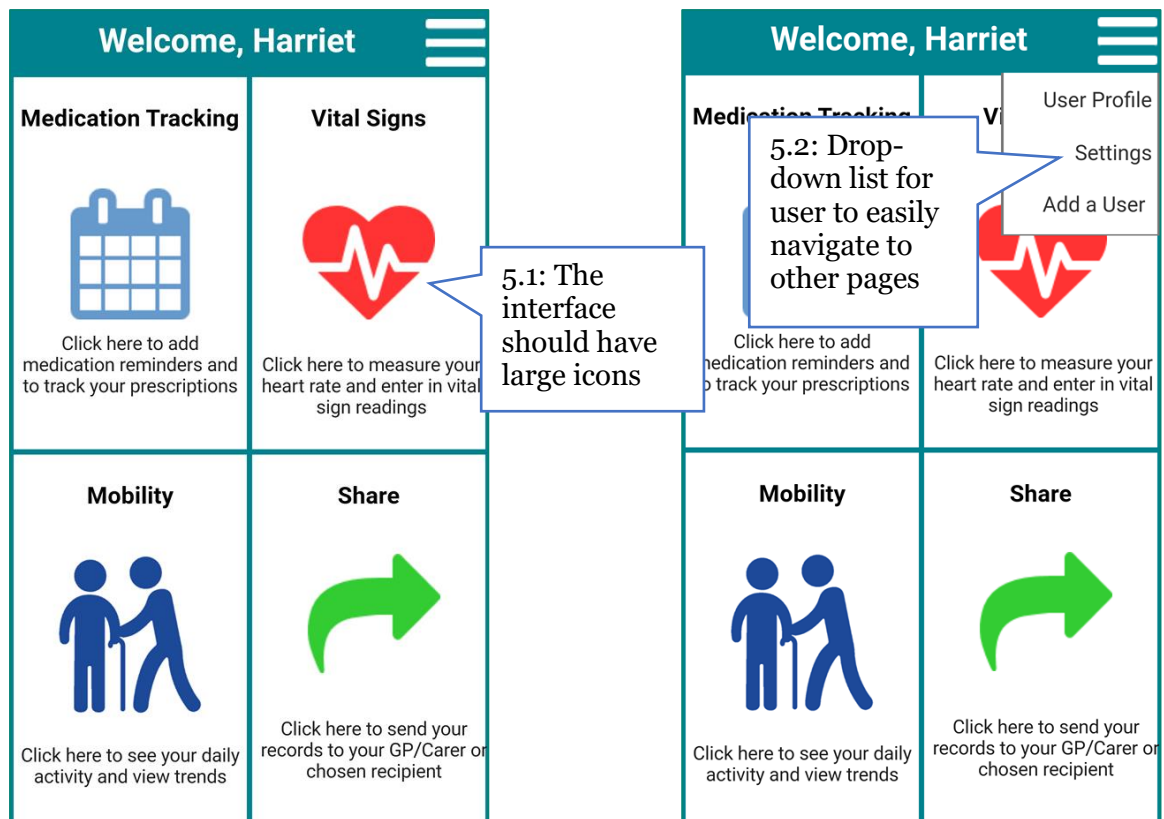 Welcome, Harriet
Medication Tracking
Click here to add
medication reminders and
to track your prescriptions
Vital Signs
Click here to measure your
heart rate and enter in vital
sign readings
5.1: The
interface
should have
large icons
Mobility
Click here to see your daily
activity and view trends
Share
Click here to send your
records to your GP/Carer or
chosen recipient
Welcome, Harriet
User Profile
Settings
Add a User
Medication Tracking
5.2: Drop-
down list for
user to easily
navigate to
other pages
Click here to add
medication reminders and
to track your prescriptions
Vi
Click here to measure your
heart rate and enter in vital
sign readings
Mobility
Click here to see your daily
activity and view trends
Share
Click here to send your
records to your GP/Carer or
chosen recipient